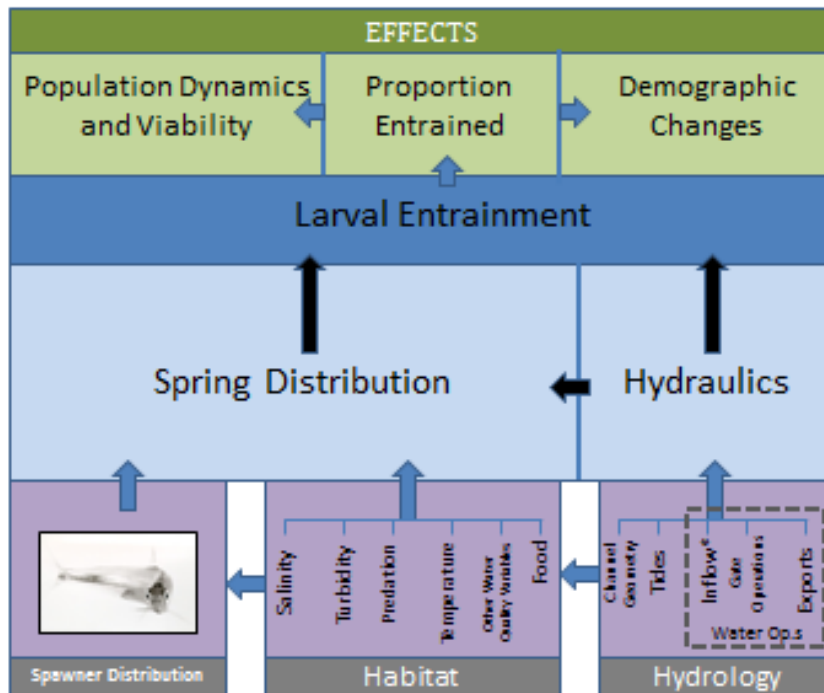 EFFECTS
Population Dynamics
and Viability
Proportion
Entrained
Demographic
Changes
Larval Entrainment
Spring Distribution
Hydraulics
Salinity
Turbidity
Predation
Temperature
Other Water
Quality Variables
Food
Channel
Geometry
Tides
Inflow*
Gate
Operations
Exports
Water Op.s
Spawner Distribution
Habitat
Hydrology